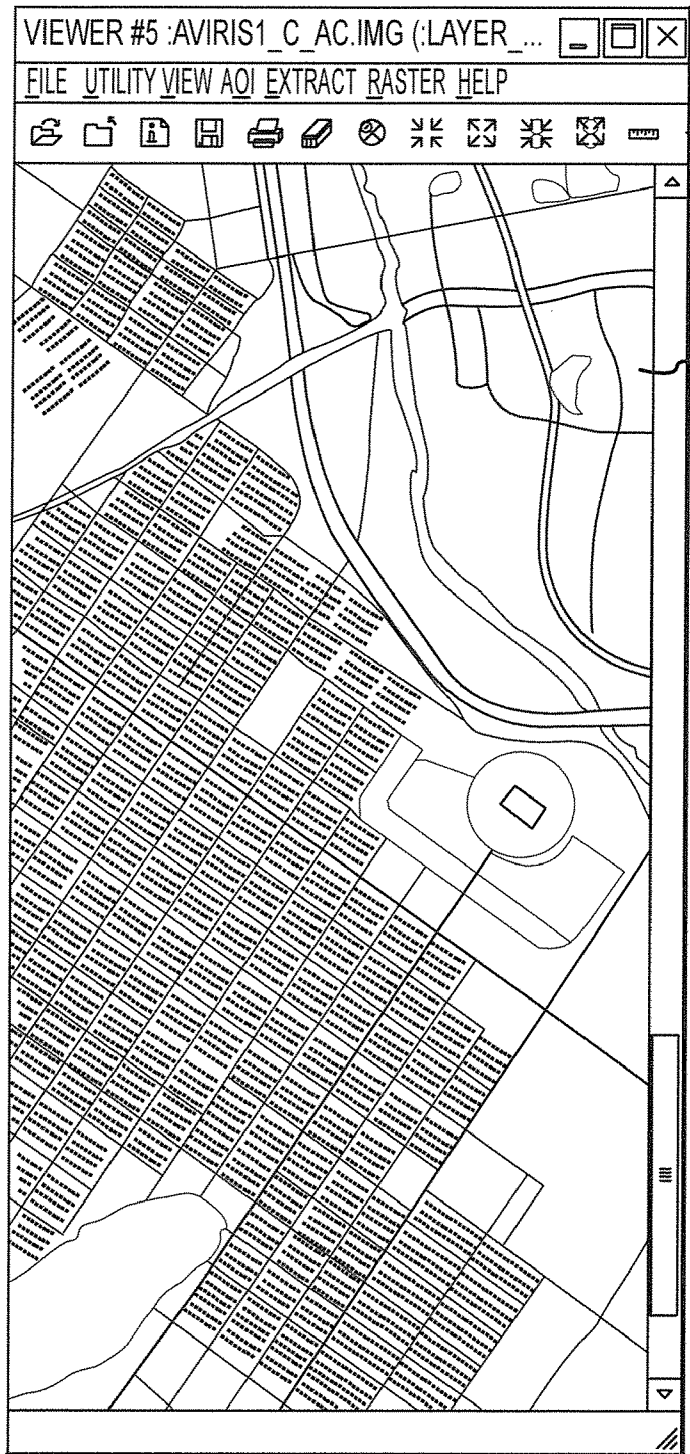 VIEWER #5 :AVIRIS1_C_AC.IMG (:LAYER_...
FILE UTILITY VIEW AOI EXTRACT RASTER HELP